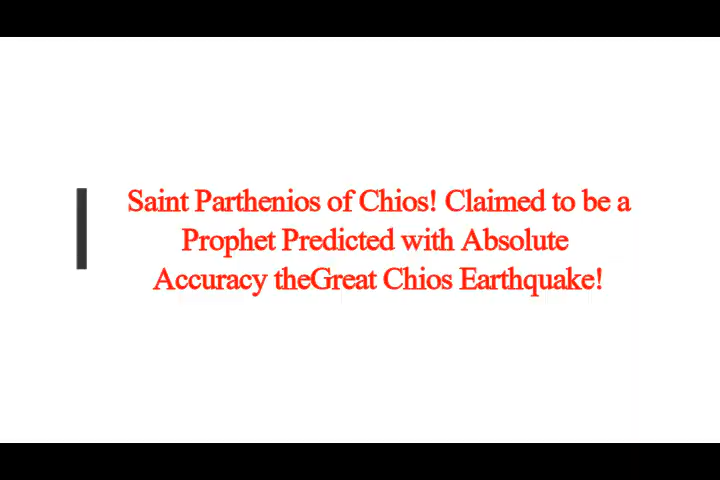 Saint Parthenios of Chios! Claimed to be a
Prophet Predicted with Absolute
Accuracy theGreat Chios Earthquake!